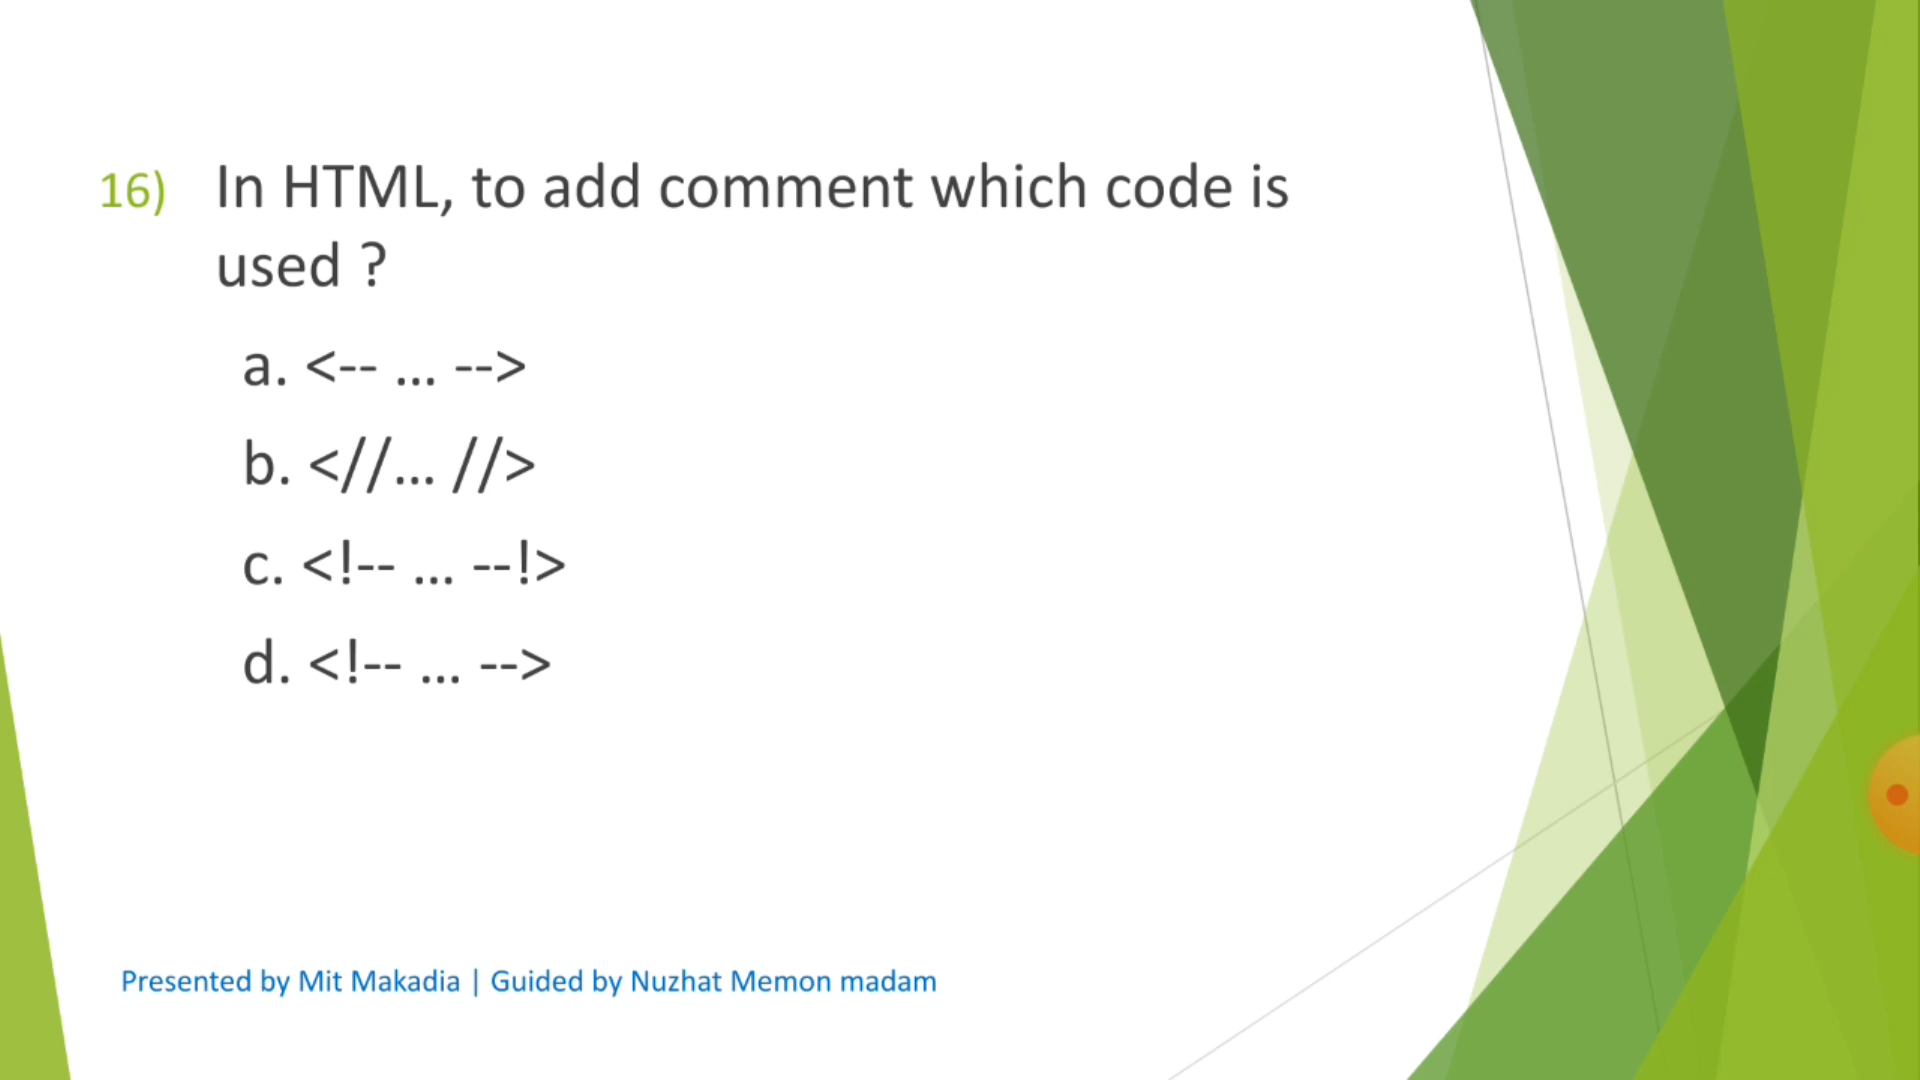 16) In HTML, to add comment which code is
used ?
a. <-- ... -->
b. <//... //>
c. <!-- ... --!>
d. <!-- ... -->
Presented by Mit Makadia | Guided by Nuzhat Memon madam